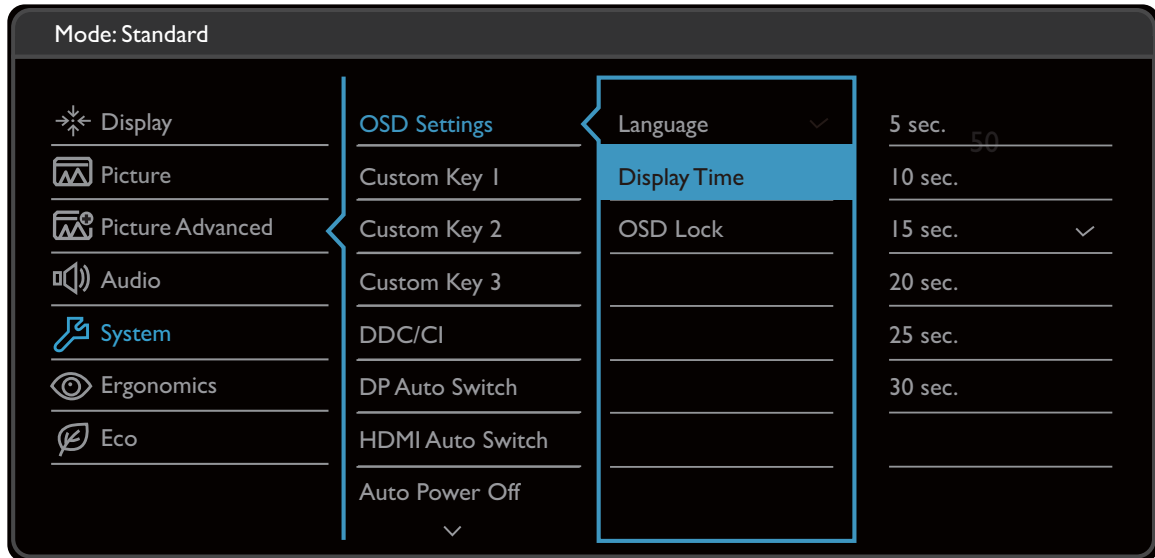 Mode: Standard
Display
Picture
Picture Advanced
Audio
System
Ergonomics
Eco
OSD Settings
Custom Key 1
Custom Key 2
Custom Key 3
DDC/CI
DP Auto Switch
HDMI Auto Switch
Auto Power Off
Language
Display Time
OSD Lock
5 sec.
50
10 sec.
15 sec.
20 sec.
25 sec.
30 sec.